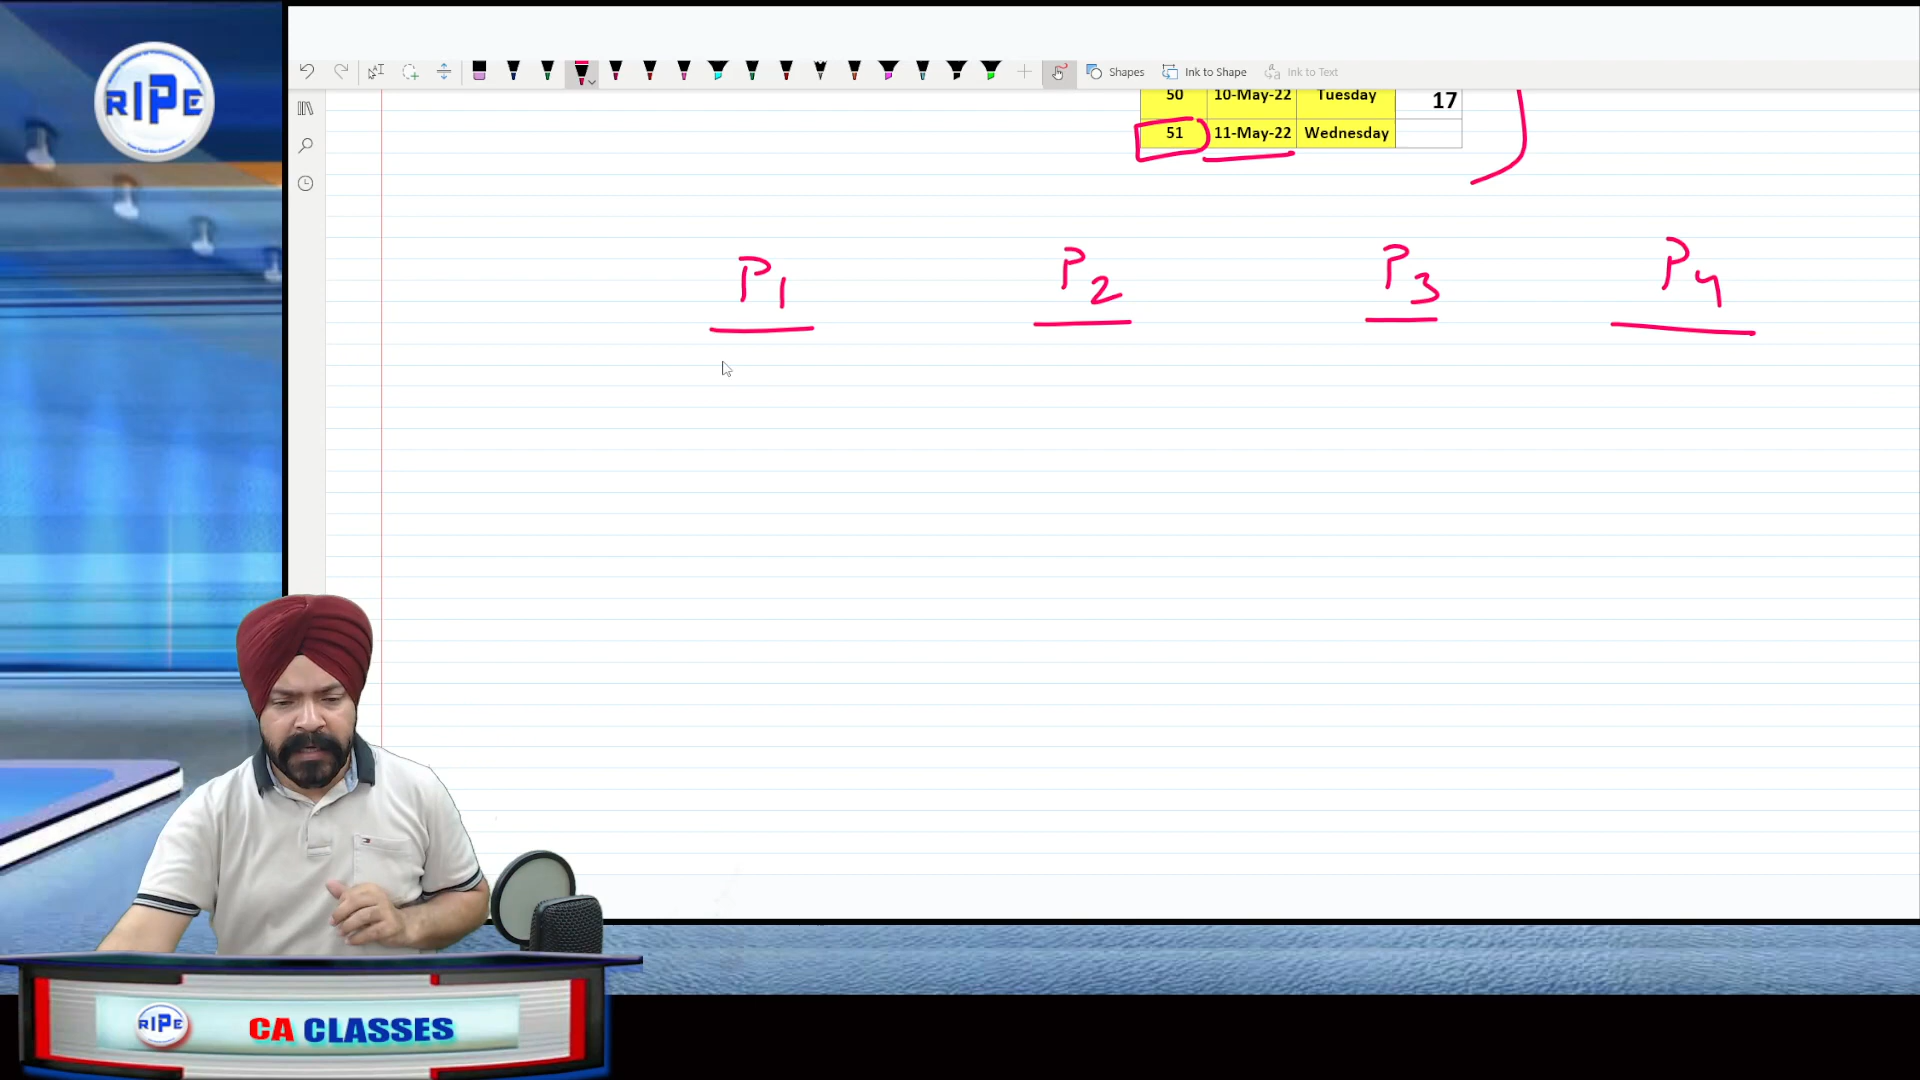 RIPE
Shapes Ink to Shape Ink to Text
50 10-May-22 Tuesday 17
51 11-May-22 Wednesday
P1 P2 P3 P4
RIPE CA CLASSES